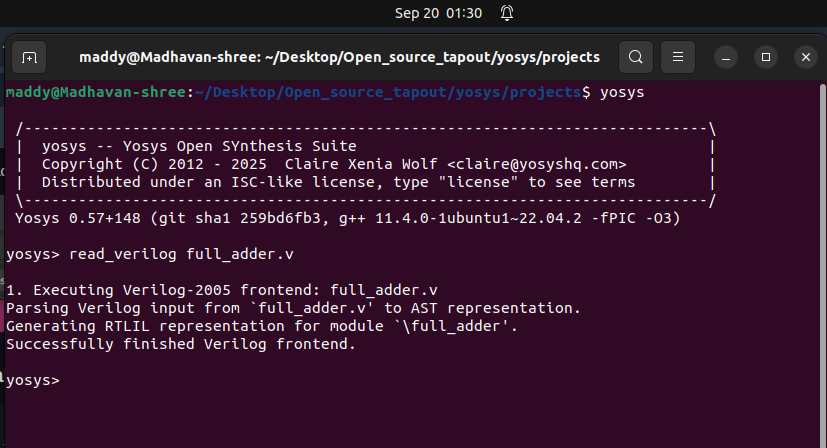 Sep 20 01:30
maddy@Madhavan-shree: ~/Desktop/Open_source_tapout/yosys/projects
maddy@Madhavan-shree:~/Desktop/Open_source_tapout/yosys/projects$ yosys
/----------------------------------------------------------------------------\
| yosys -- Yosys Open SYnthesis Suite |
| Copyright (C) 2012 - 2025 Claire Xenia Wolf <claire@yosyshq.com> |
| Distributed under an ISC-like license, type "license" to see terms |
\----------------------------------------------------------------------------/
Yosys 0.57+148 (git sha1 259bd6fb3, g++ 11.4.0-1ubuntu1~22.04.2 -fPIC -O3)
yosys> read_verilog full_adder.v
1. Executing Verilog-2005 frontend: full_adder.v
Parsing Verilog input from `full_adder.v' to AST representation.
Generating RTLIL representation for module `\full_adder'.
Successfully finished Verilog frontend.
yosys>